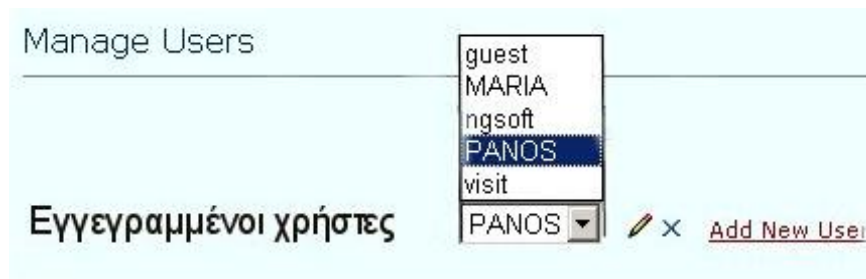 Manage Users
guest
MARIA
ngsoft
PANOS
visit
Εγγεγραμμένοι χρήστες PANOS Add New User